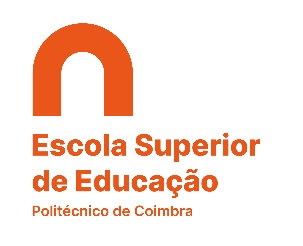 Escola Superior
de Educação
Politécnico de Coimbra